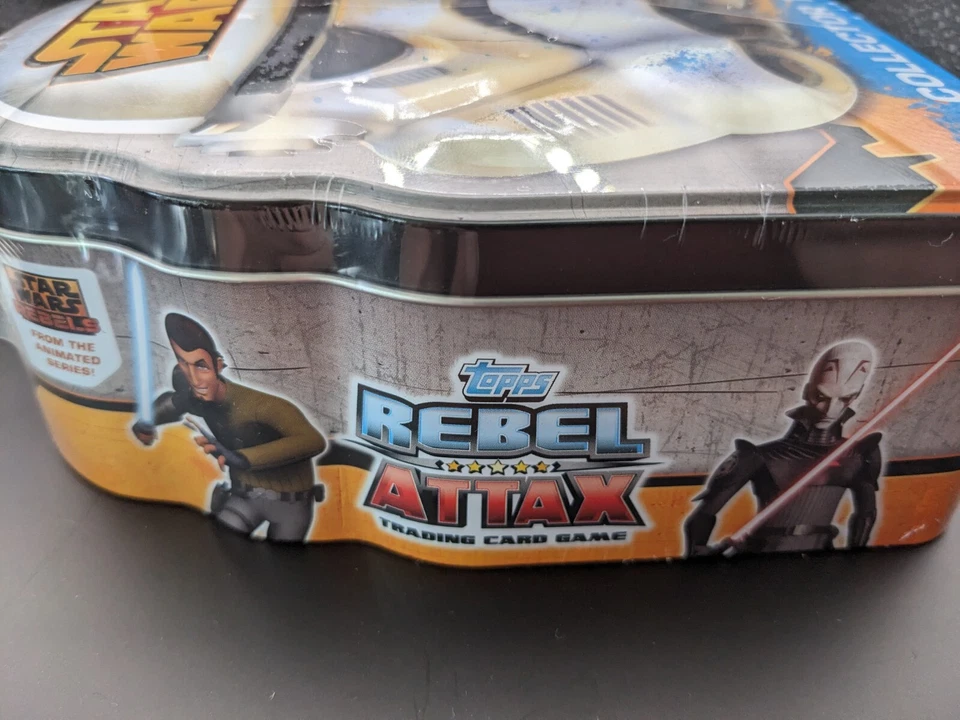 STAR
WARS
COLLECTOR
STAR
WARS
REBELS
FROM THE
ANIMATED
SERIES!
topps
REBEL
ATTAX
TRADING CARD GAME